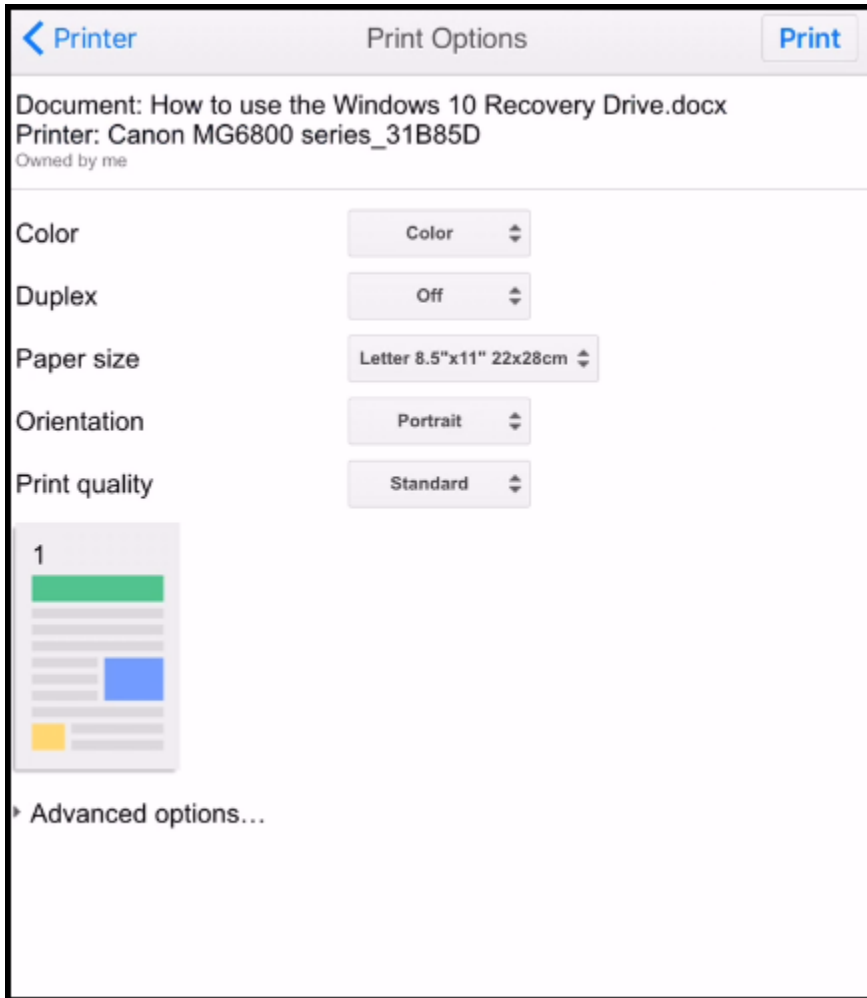 Printer Print Options Print
Document: How to use the Windows 10 Recovery Drive.docx
Printer: Canon MG6800 series_31B85D
Owned by me
Color Color
Duplex Off
Paper size Letter 8.5"x11" 22x28cm
Orientation Portrait
Print quality Standard
1
Advanced options…